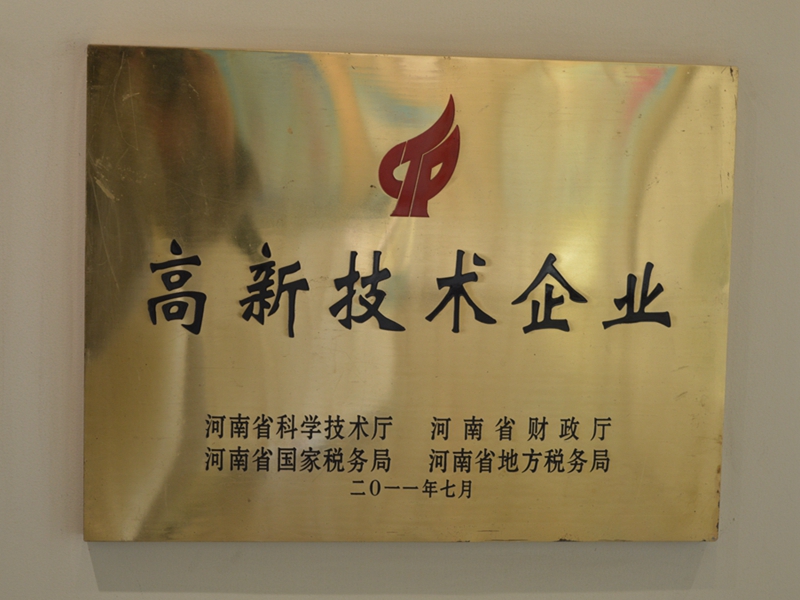 高新技术企业
河南省科学技术厅 河南省财政厅
河南省国家税务局 河南省地方税务局
二〇一一年七月